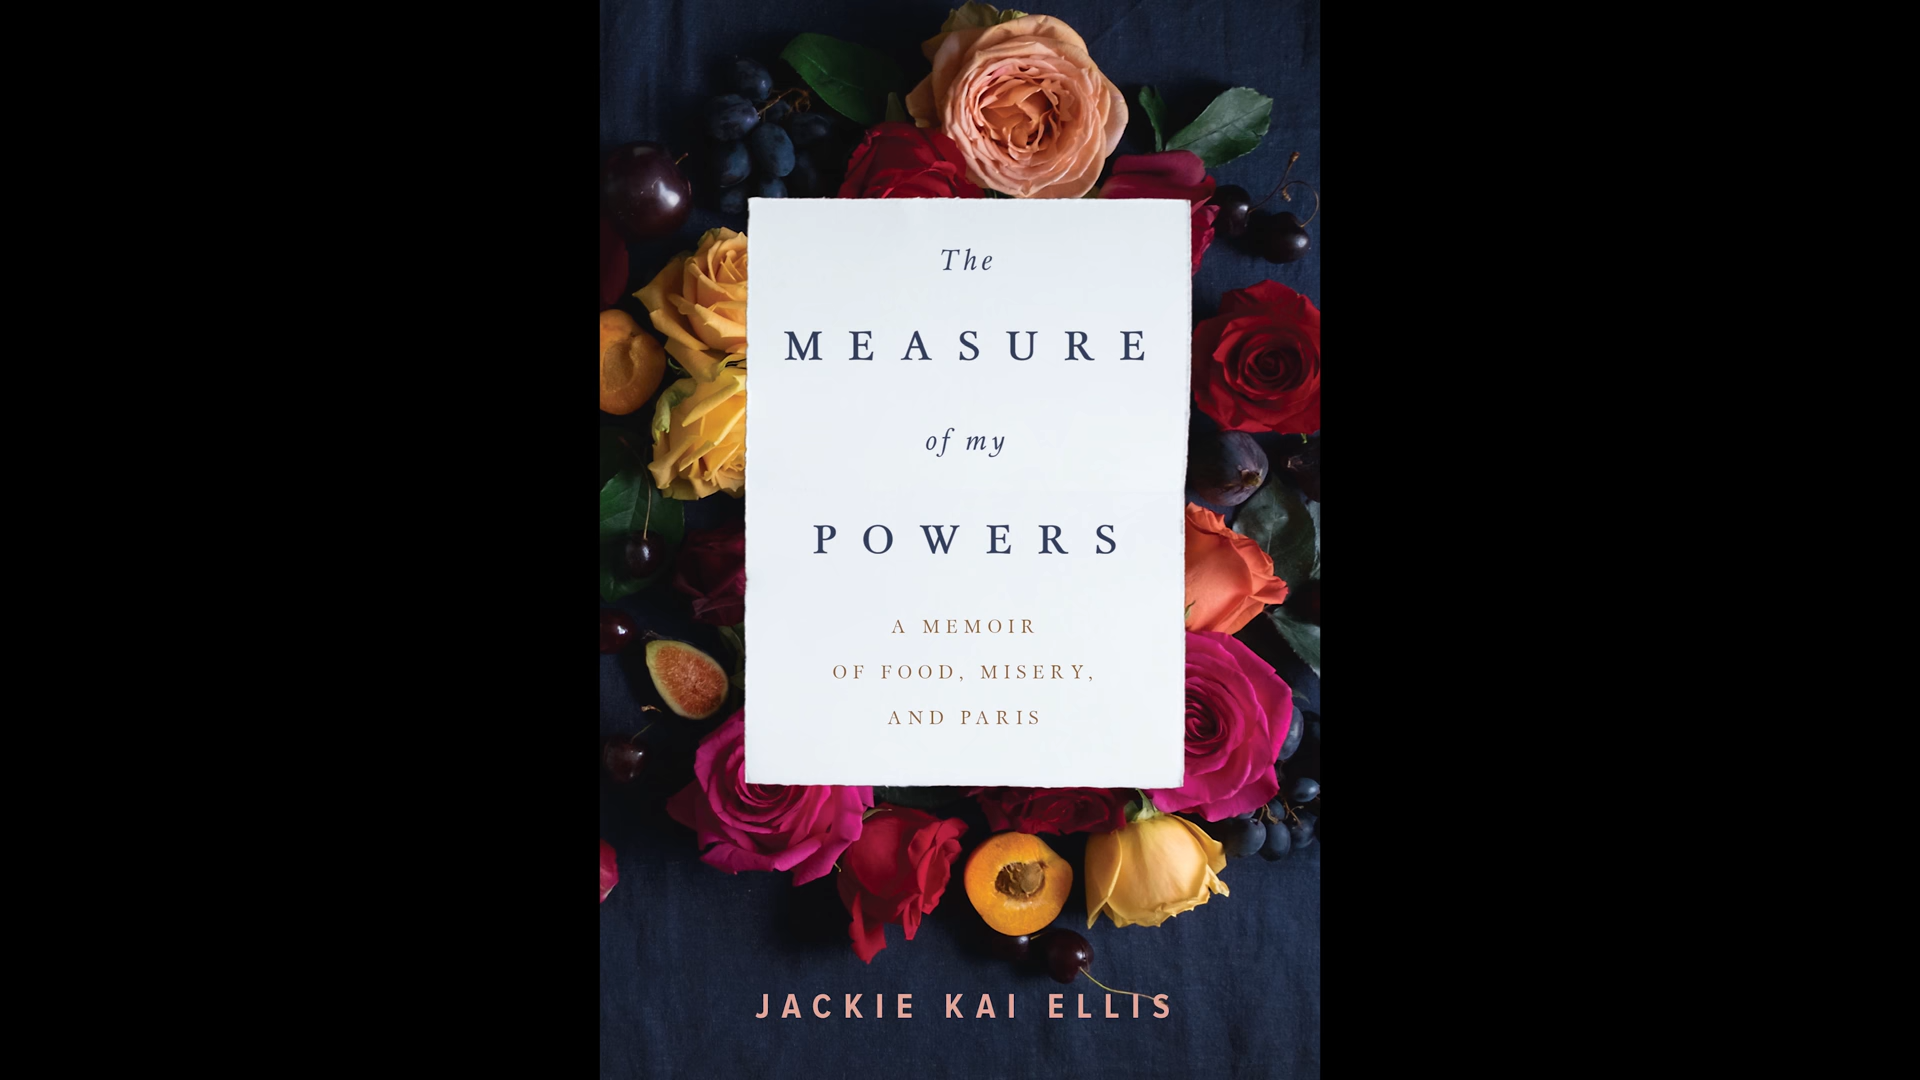 The
MEASURE
of my
POWERS
A MEMOIR
OF FOOD, MISERY,
AND PARIS
JACKIE KAI ELLIS